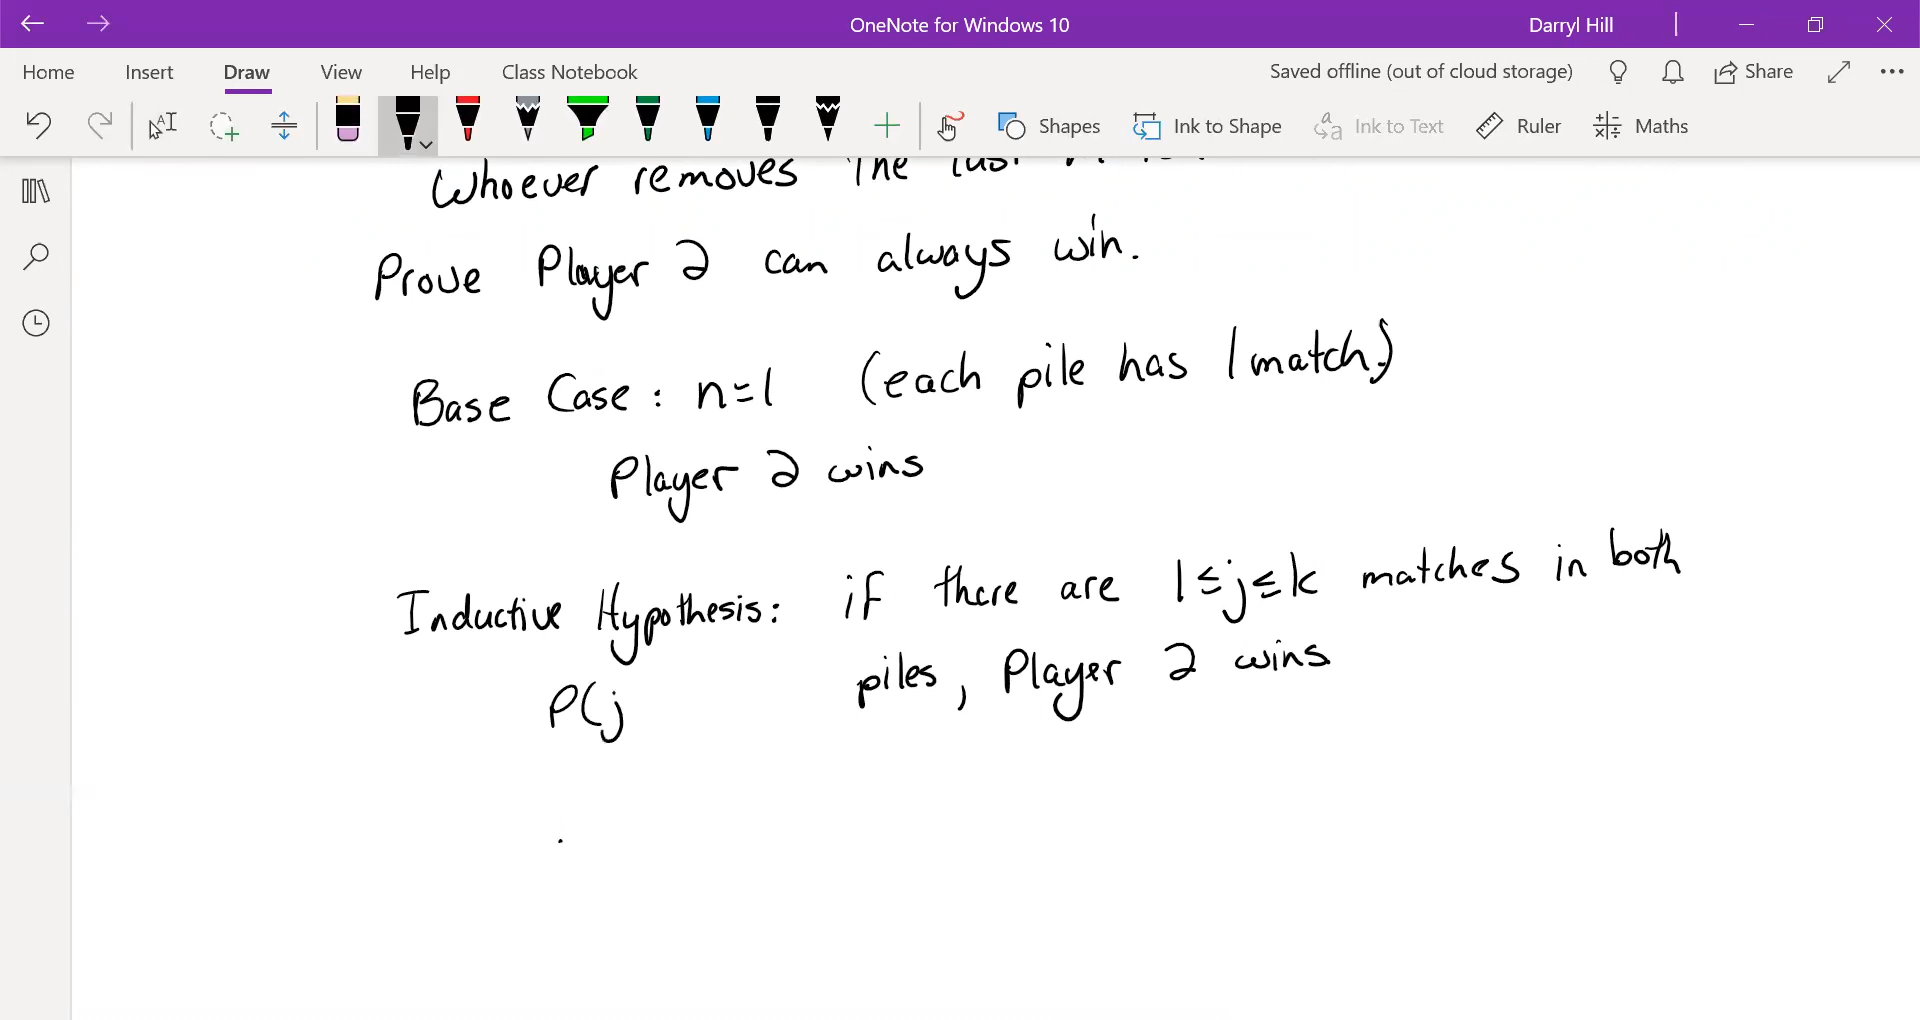 OneNote for Windows 10
Darryl Hill
Home Insert Draw View Help Class Notebook
Saved offline (out of cloud storage) Share
Shapes Ink to Shape Ink to Text Ruler Maths
Whoever removes the last
Prove Player 2 can always win.
Base Case: n=1 (each pile has 1 match.)
Player 2 wins
Inductive Hypothesis: if there are 1≤j≤k matches in both
piles, Player 2 wins
P(j